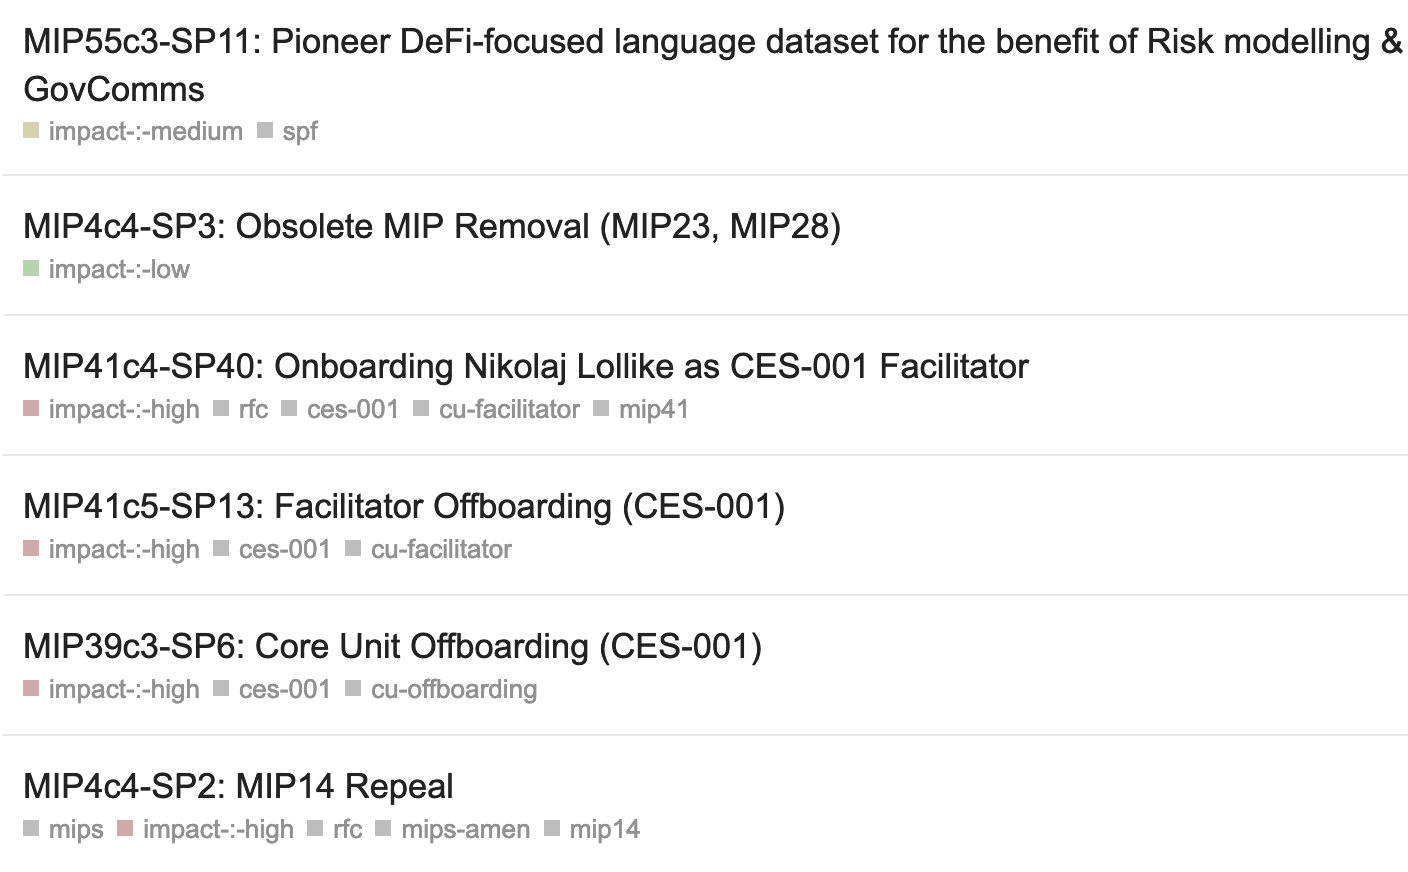 MIP55c3-SP11: Pioneer DeFi-focused language dataset for the benefit of Risk modelling &
GovComms
impact-:-medium spf
MIP4c4-SP3: Obsolete MIP Removal (MIP23, MIP28)
impact-:-low
MIP41c4-SP40: Onboarding Nikolaj Lollike as CES-001 Facilitator
impact-:-high rfc ces-001 cu-facilitator mip41
MIP41c5-SP13: Facilitator Offboarding (CES-001)
impact-:-high ces-001 cu-facilitator
MIP39c3-SP6: Core Unit Offboarding (CES-001)
impact-:-high ces-001 cu-offboarding
MIP4c4-SP2: MIP14 Repeal
mips impact-:-high rfc mips-amen mip14